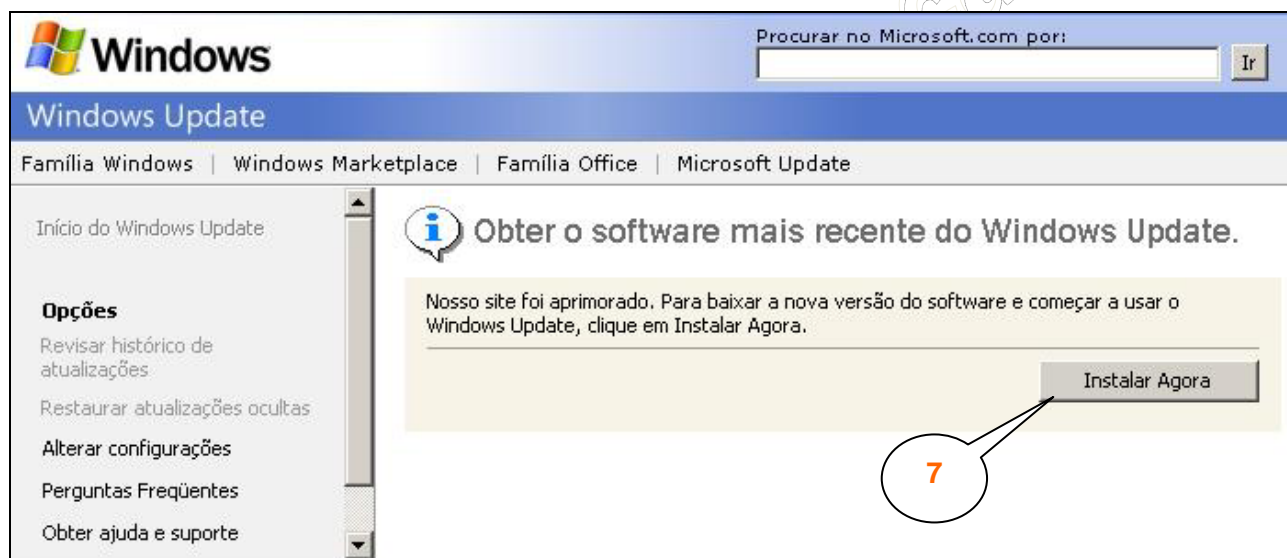 Windows
Procurar no Microsoft.com por:
Ir
Windows Update
Família Windows | Windows Marketplace | Família Office | Microsoft Update
Início do Windows Update
Opções
Revisar histórico de
atualizações
Restaurar atualizações ocultas
Alterar configurações
Perguntas Freqüentes
Obter ajuda e suporte
Obter o software mais recente do Windows Update.
Nosso site foi aprimorado. Para baixar a nova versão do software e começar a usar o
Windows Update, clique em Instalar Agora.
Instalar Agora
7